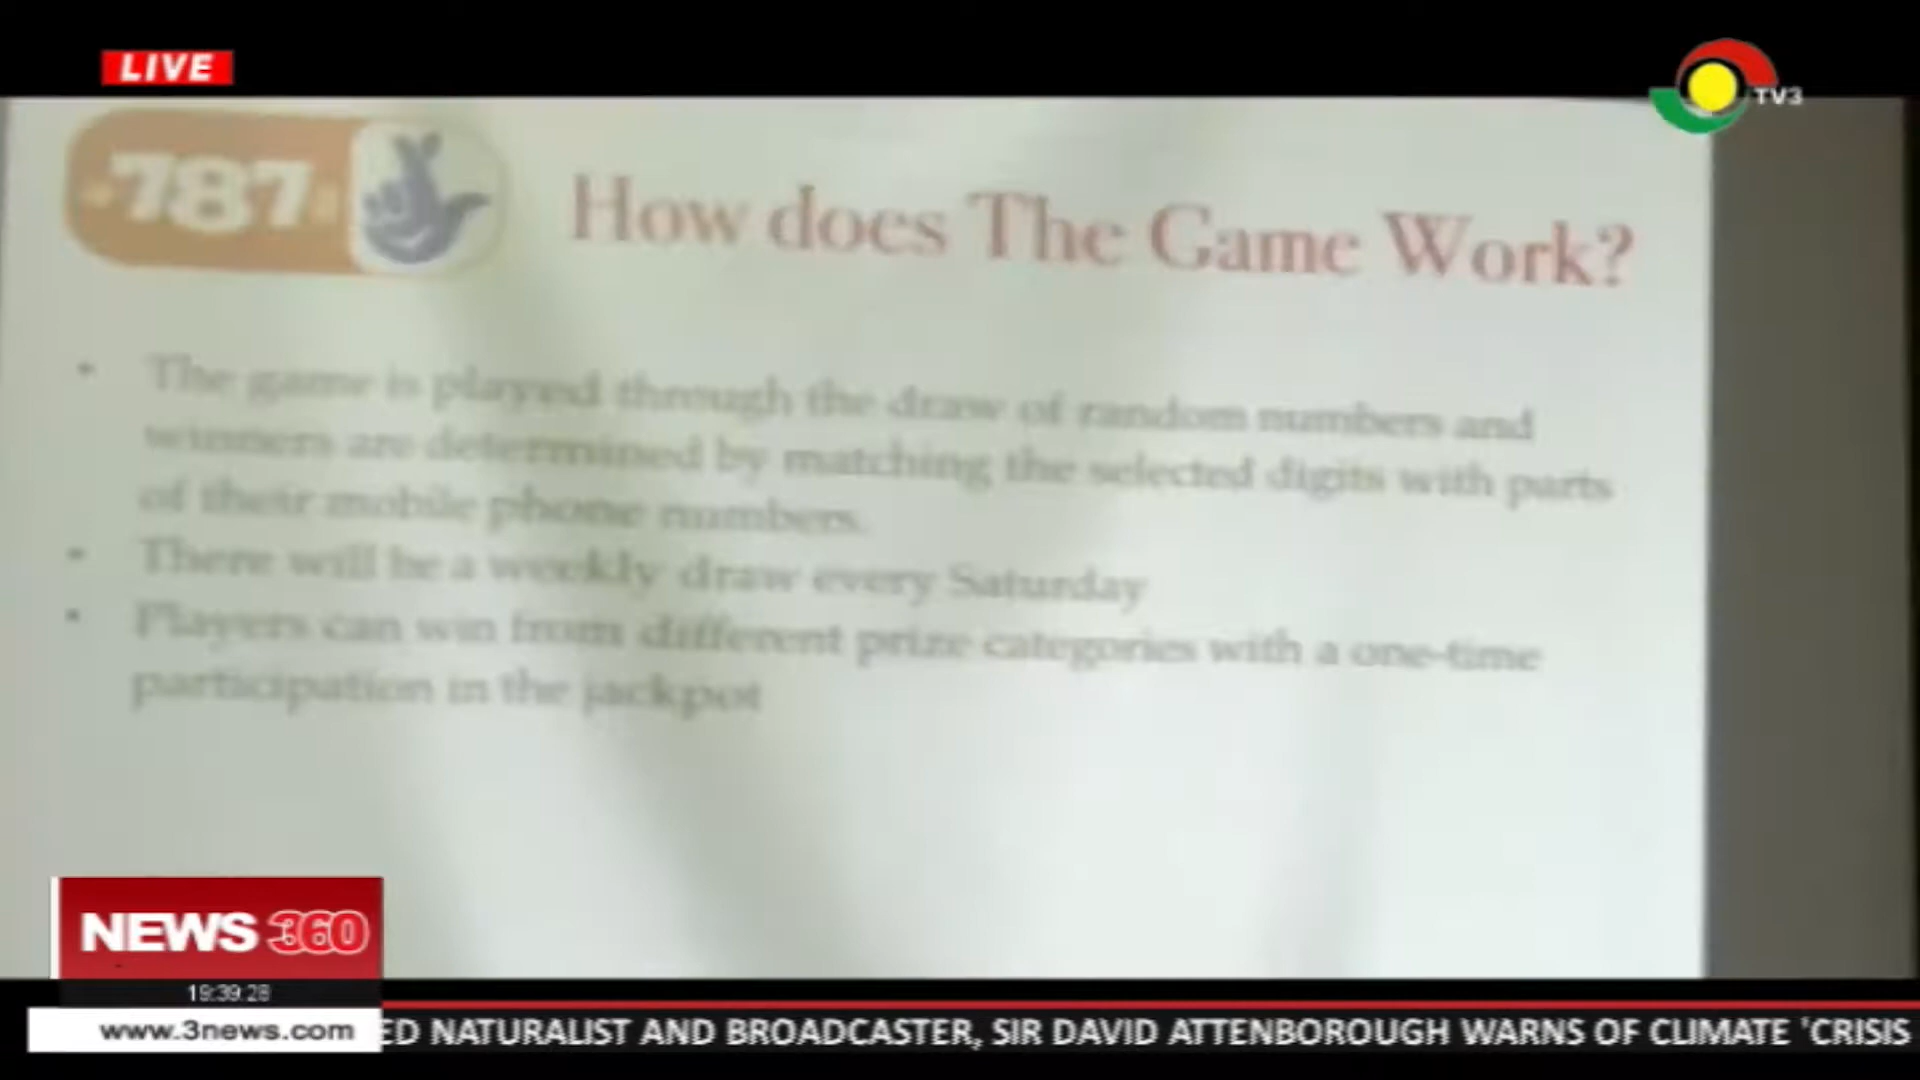 LIVE
TV3
787
How does The Game Work?
• The game is played through the draw of random numbers and
winners are determined by matching the selected digits with parts
of their mobile phone numbers.
• There will be a weekly draw every Saturday
• Players can win from different prize categories with a one-time
participation in the jackpot
NEWS 360
19:39:28
www.3news.com
ED NATURALIST AND BROADCASTER, SIR DAVID ATTENBOROUGH WARNS OF CLIMATE 'CRISIS